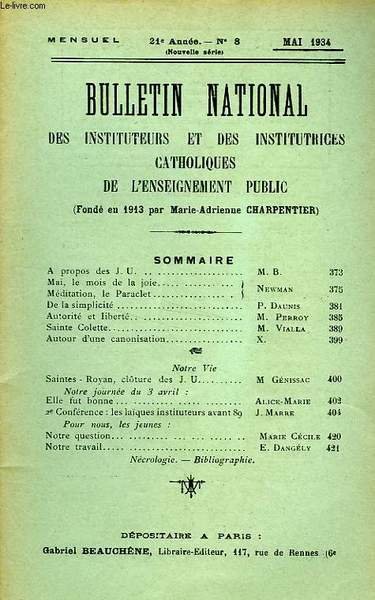 Le-livre.com
MENSUEL 21e Année. — N° 8 MAI 1934
(Nouvelle série)
BULLETIN NATIONAL
DES INSTITUTEURS ET DES INSTITUTRICES
CATHOLIQUES
DE L'ENSEIGNEMENT PUBLIC
(Fondé en 1913 par Marie-Adrienne CHARPENTIER)
SOMMAIRE
A propos des J. U. .. .................. M. B. 373
Mai, le mois de la joie.... ........... }
Méditation, le Paraclet............... } NEWMAN 375
De la simplicité ...................... P. DAUNIS 381
Autorité et liberté.. .................. M. PERROY 385
Sainte Colette......................... M. VIALLA 389
Autour d'une canonisation............. X. 399
Notre Vie
Saintes - Royan, clôture des J. U.......... M GÉNISSAC 400
Notre journée du 3 avril :
Elle fut bonne... ..................... ALICE-MARIE 402
2e Conférence : les laïques instituteurs avant 89 J. MARRE 404
Pour nous, les jeunes :
Notre question.... ............ .. ...... MARIE CÉCILE 420
Notre travail..... ..................... E. DANGÉLY 421
Nécrologie. — Bibliographie.
DÉPOSITAIRE A PARIS :
Gabriel BEAUCHÊNE, Libraire-Editeur, 117, rue de Rennes (6e